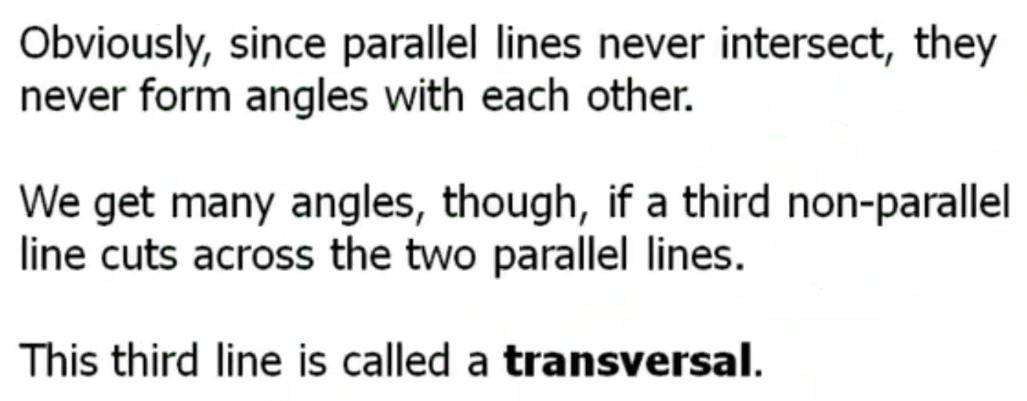 Obviously, since parallel lines never intersect, they
never form angles with each other.
We get many angles, though, if a third non-parallel
line cuts across the two parallel lines.
This third line is called a transversal.